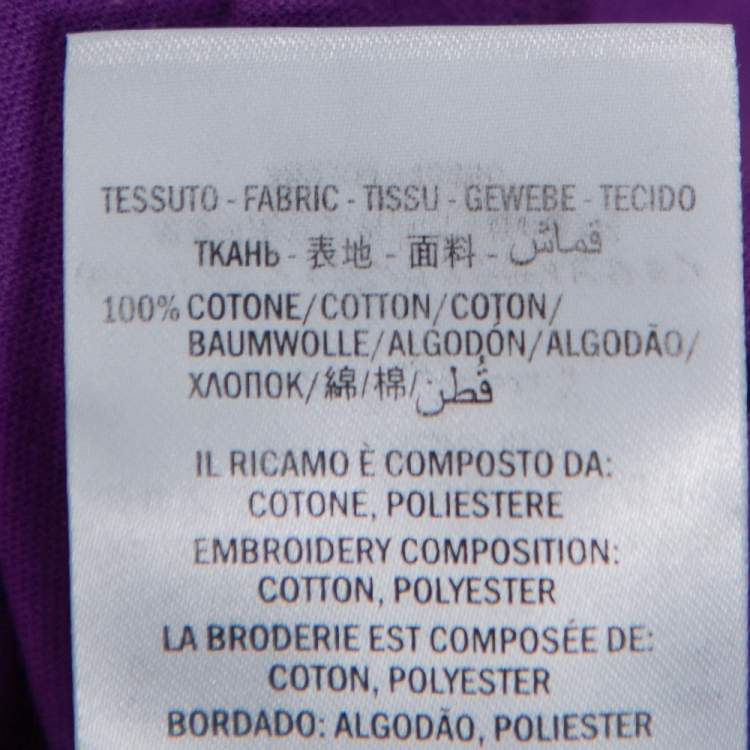 TESSUTO - FABRIC - TISSU - GEWEBE - TECIDO
ТКАНЬ - 表地 - 面料 - قماش
100% COTONE/COTTON/COTON/
BAUMWOLLE/ALGODÓN/ALGODÃO/
ХЛОПОК/綿/棉/قُطن
IL RICAMO È COMPOSTO DA:
COTONE, POLIESTERE
EMBROIDERY COMPOSITION:
COTTON, POLYESTER
LA BRODERIE EST COMPOSÉE DE:
COTON, POLYESTER
BORDADO: ALGODÃO, POLIESTER